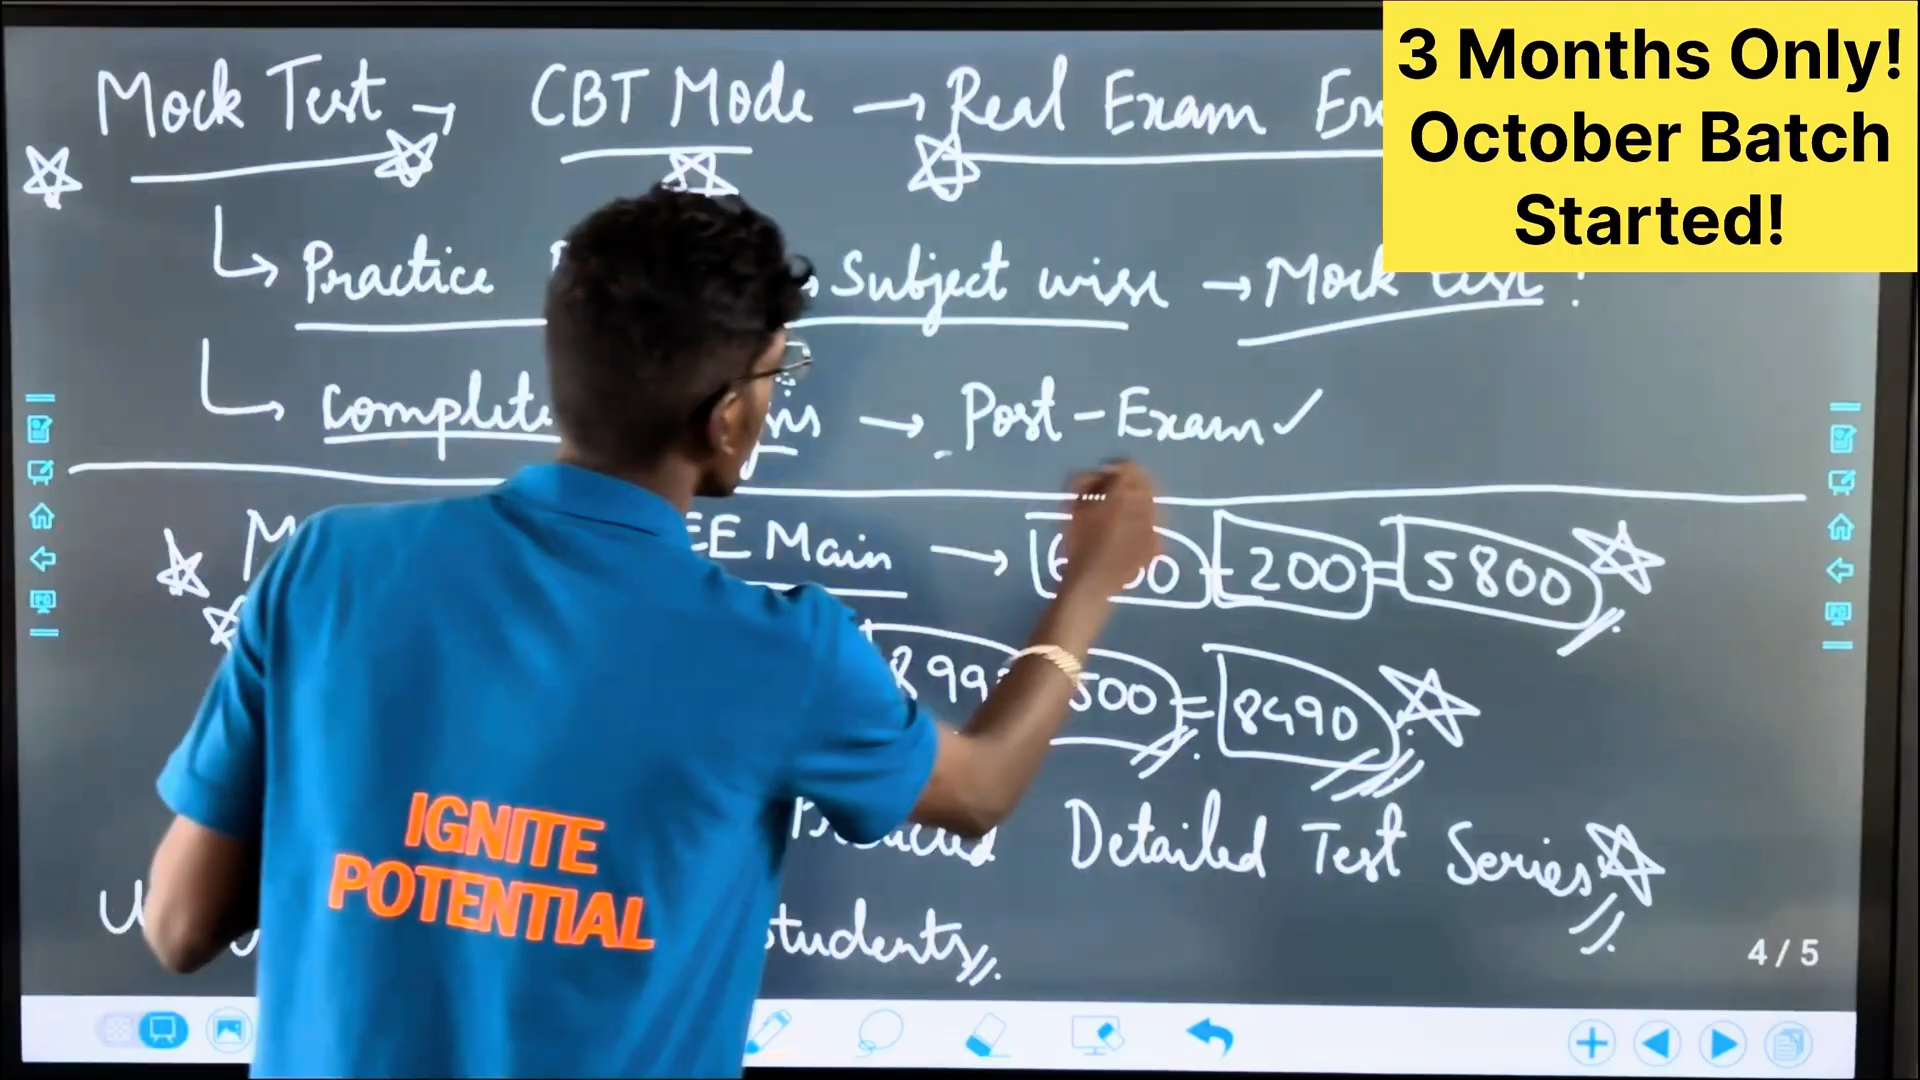 3 Months Only!
October Batch
Started!
Mock Test → CBT Mode → Real Exam
Practice Subject wise → Mock test
Complete → Post-Exam ✓
Main → 200 = 5800
500 = 8490
Detailed Test Series
students
IGNITE
POTENTIAL
4 / 5